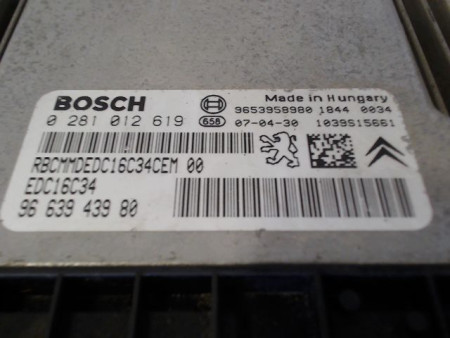 BOSCH
Made in Hungary
9653958980 1844 0034
0 281 012 619
658 07-04-30 1039S15661
RBCMMDEDC16C34CEM 00
EDC16C34
96 639 439 80